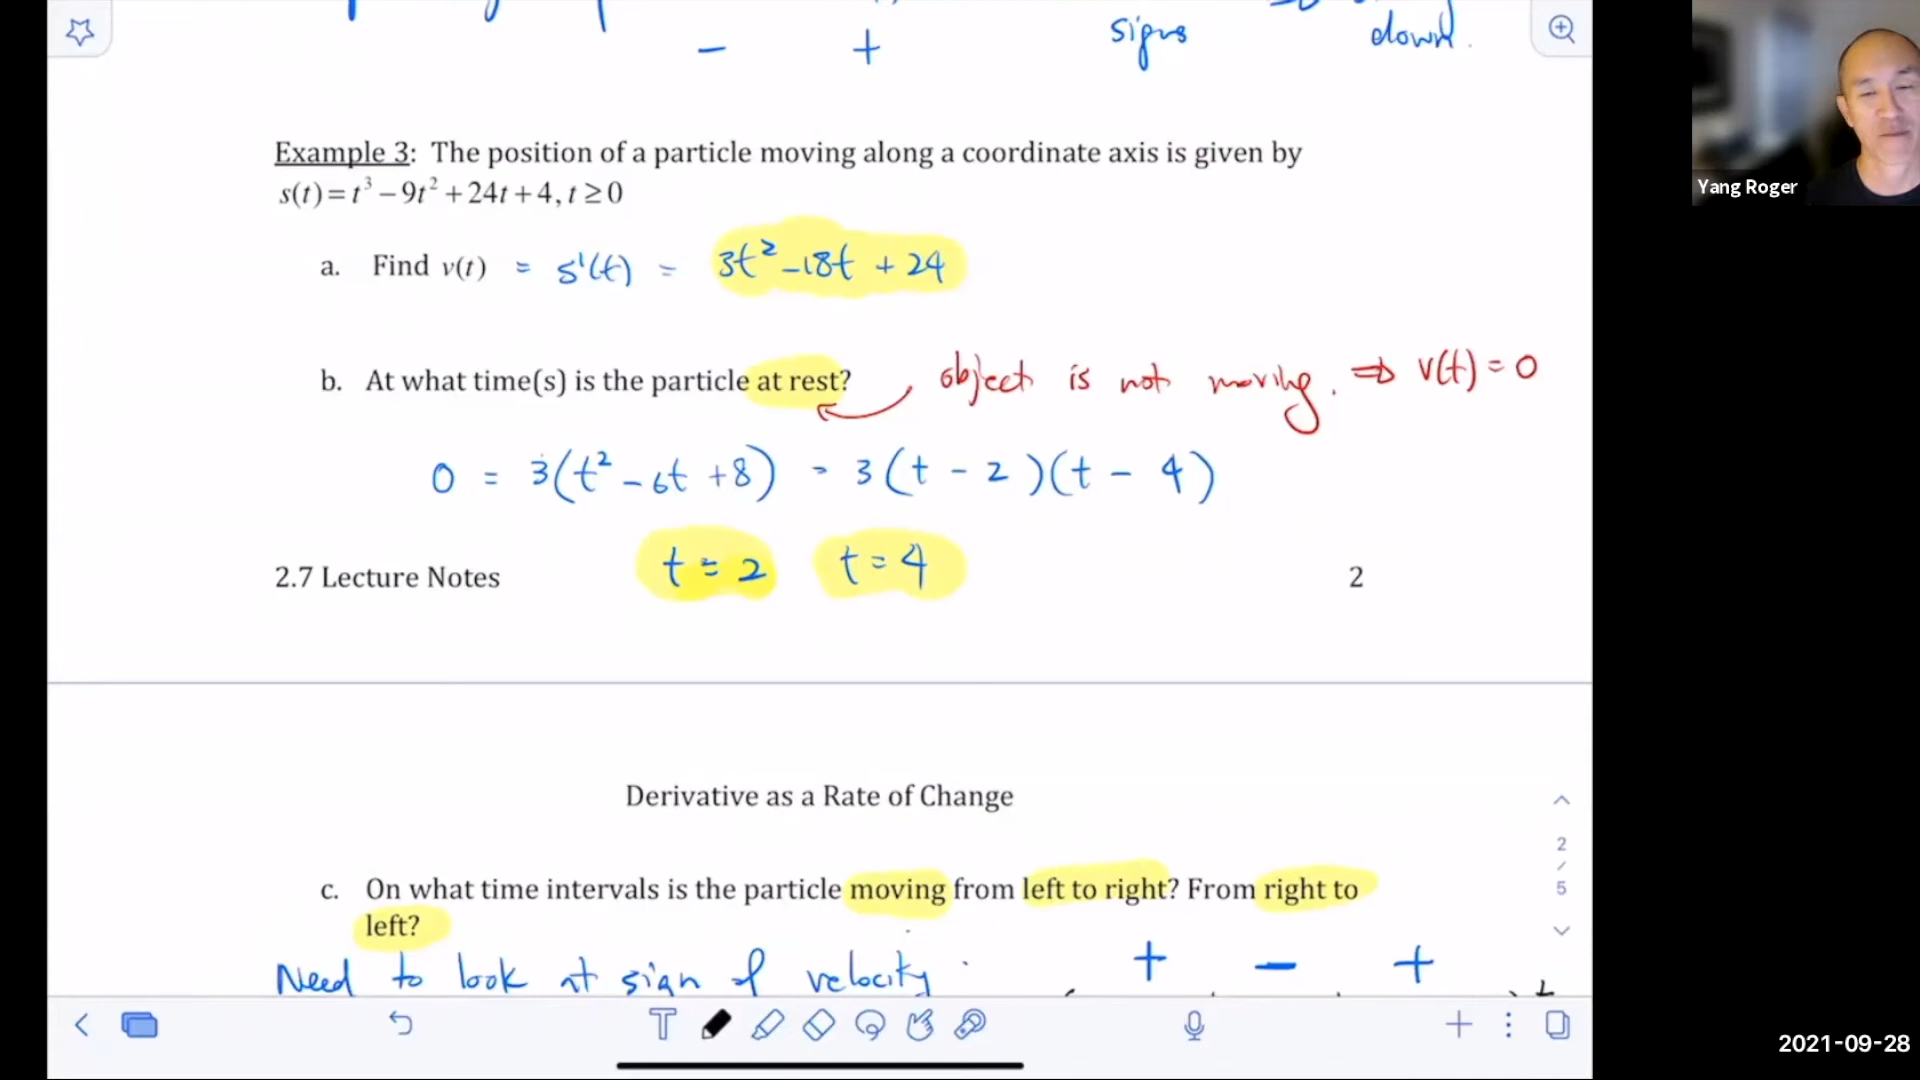 signs down.
- +
Example 3: The position of a particle moving along a coordinate axis is given by
s(t) = t³ – 9t² + 24t + 4, t ≥ 0
a. Find v(t) = s'(t) = 3t² - 18t + 24
b. At what time(s) is the particle at rest? object is not moving. ⇒ v(t) = 0
0 = 3(t² - 6t + 8) = 3(t - 2)(t - 4)
t = 2 t = 4
2.7 Lecture Notes 2
Derivative as a Rate of Change
c. On what time intervals is the particle moving from left to right? From right to
left?
Need to look at sign of velocity.
+ - +
2
/
5
T
Yang Roger
2021-09-28